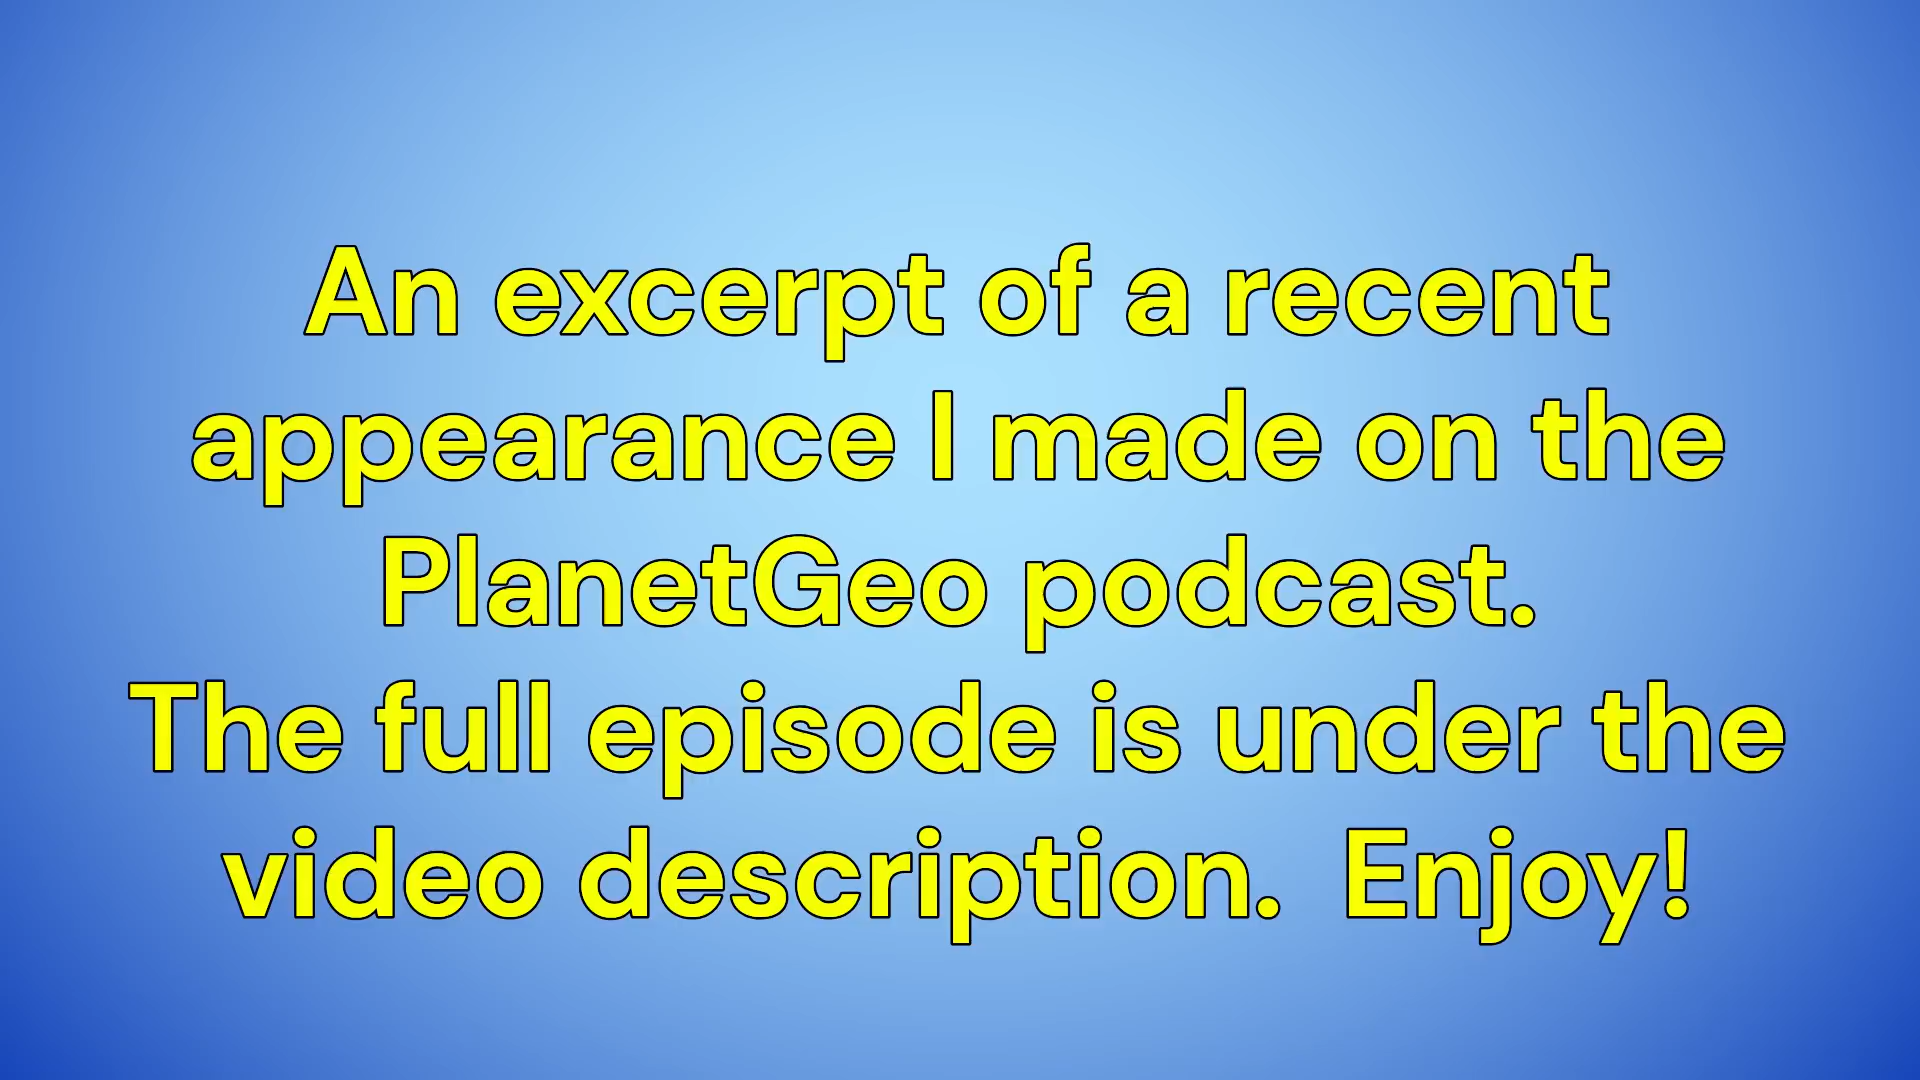 An excerpt of a recent
appearance I made on the
PlanetGeo podcast.
The full episode is under the
video description.  Enjoy!